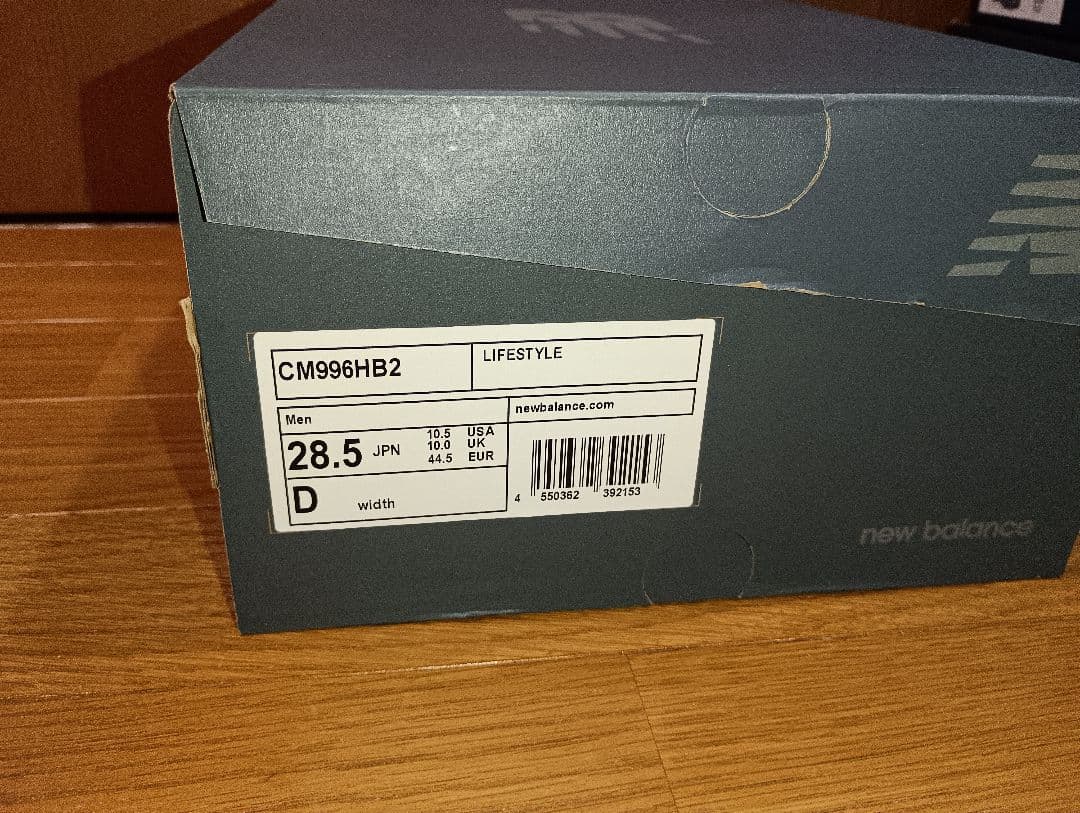 CM996HB2
LIFESTYLE
Men
newbalance.com
28.5 JPN
10.5 USA
10.0 UK
44.5 EUR
D width
4 550362 392153
new balance